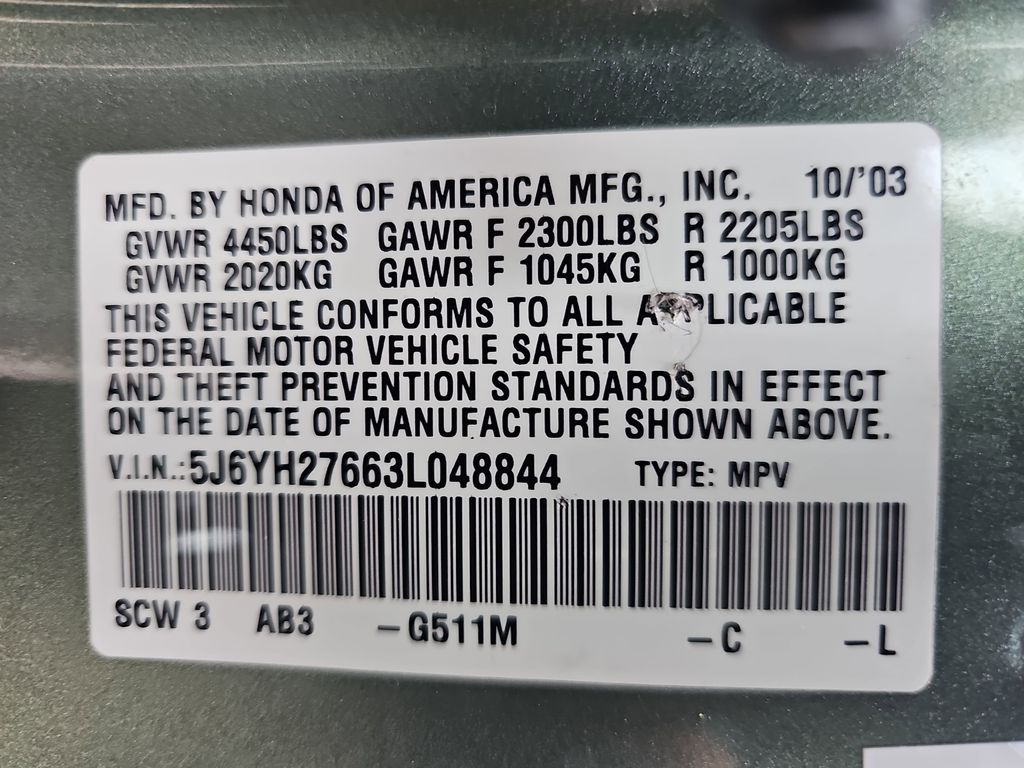 MFD. BY HONDA OF AMERICA MFG., INC. 10/'03
GVWR 4450LBS GAWR F 2300LBS R 2205LBS
GVWR 2020KG GAWR F 1045KG R 1000KG
THIS VEHICLE CONFORMS TO ALL APPLICABLE
FEDERAL MOTOR VEHICLE SAFETY
AND THEFT PREVENTION STANDARDS IN EFFECT
ON THE DATE OF MANUFACTURE SHOWN ABOVE.
V.I.N.:5J6YH27663L048844 TYPE: MPV
SCW 3 AB3 –G511M –C –L